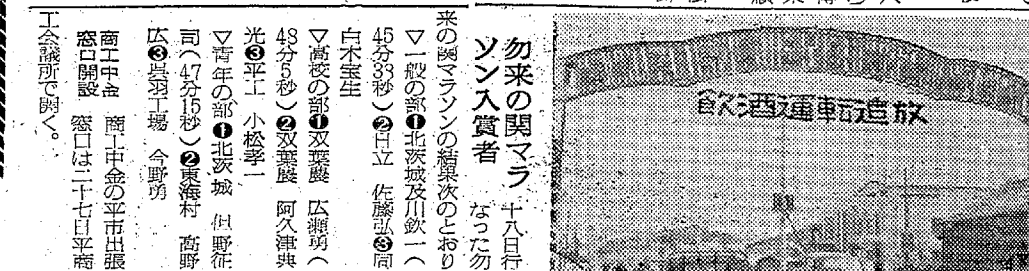 飲酒運転追放
勿来の関マラ
ソン入賞者
十八日行
なった勿
来の関マラソンの結果次のとおり
▽一般の部❶北茨城及川欽一（
45分33秒）❷日立 佐藤弘❸同
白木宝生
▽高校の部❶双葉農 広瀬勇（
48分5秒）❷双葉農 阿久津典
光❸平工 小松孝一
▽青年の部❶北茨城 但野征
司（47分15秒）❷東海村 高野
広❸呉羽工場 今野勇
商工中金
窓口開設
商工中金の平市出張
窓口は二十七日平商
工会議所で開く。